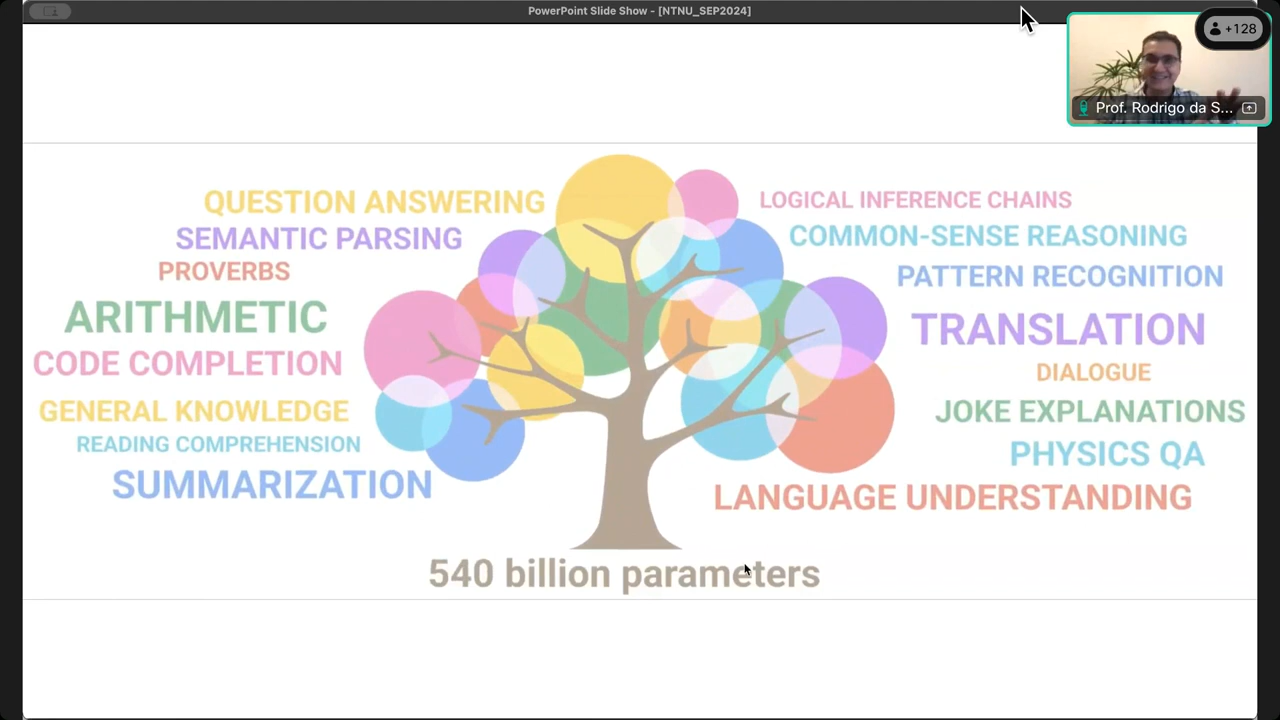 PowerPoint Slide Show - [NTNU_SEP2024]
+128
Prof. Rodrigo da S...
QUESTION ANSWERING
SEMANTIC PARSING
PROVERBS
ARITHMETIC
CODE COMPLETION
GENERAL KNOWLEDGE
READING COMPREHENSION
SUMMARIZATION
LOGICAL INFERENCE CHAINS
COMMON-SENSE REASONING
PATTERN RECOGNITION
TRANSLATION
DIALOGUE
JOKE EXPLANATIONS
PHYSICS QA
LANGUAGE UNDERSTANDING
540 billion parameters